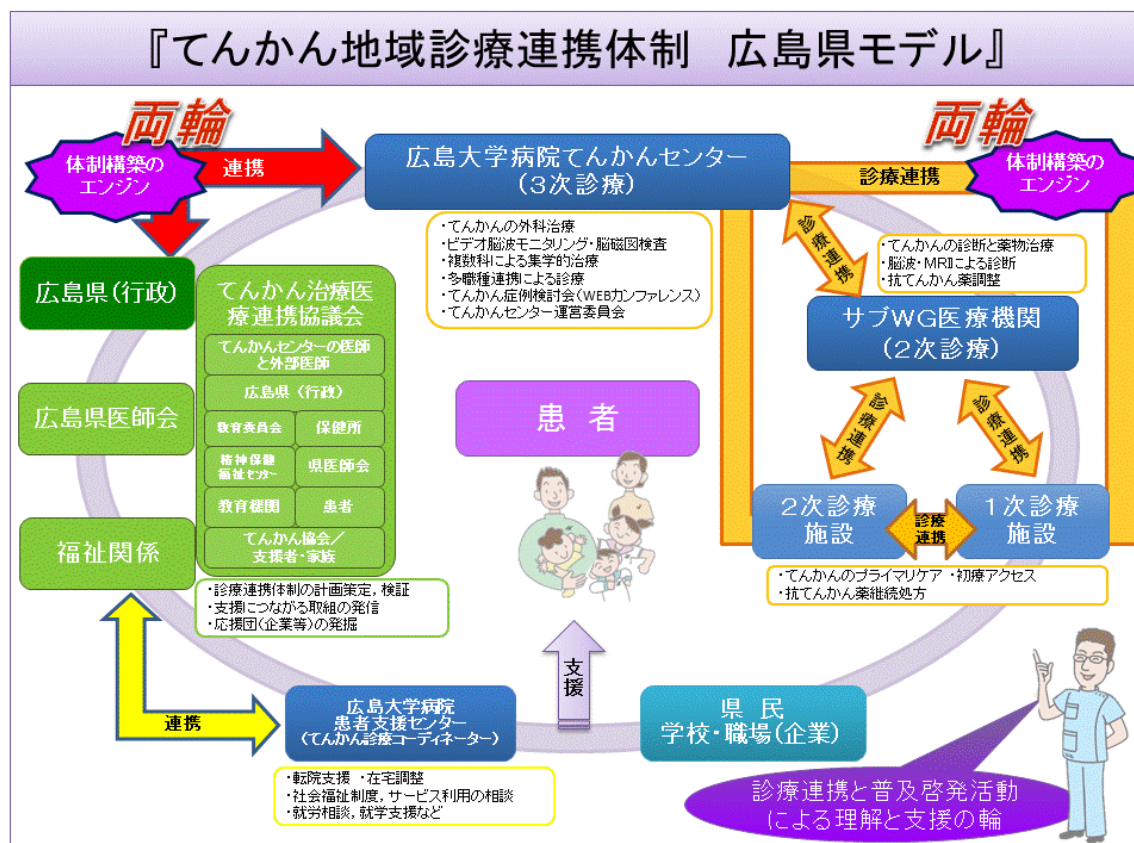 『てんかん地域診療連携体制　広島県モデル』
両輪
体制構築の
エンジン
連携
広島大学病院てんかんセンター
（３次診療）
診療連携
両輪
体制構築の
エンジン
・てんかんの外科治療
・ビデオ脳波モニタリング・脳磁図検査
・複数科による集学的治療
・多職種連携による診療
・てんかん症例検討会（WEBカンファレンス）
・てんかんセンター運営委員会
診療連携
・てんかんの診断と薬物治療
・脳波・MRIによる診断
・抗てんかん薬調整
サブWG医療機関
（２次診療）
診療連携
診療連携
２次診療
施設
診療
連携
１次診療
施設
・てんかんのプライマリケア ・初療アクセス
・抗てんかん薬継続処方
広島県（行政）
広島県医師会
福祉関係
てんかん治療医
療連携協議会
てんかんセンターの医師
と外部医師
広島県（行政）
教育委員会
保健所
精神保健
福祉センター
県医師会
教育機関
患者
てんかん協会／
支援者・家族
・診療連携体制の計画策定，検証
・支援につながる取組の発信
・応援団（企業等）の発掘
患 者
支援
連携
広島大学病院
患者支援センター
（てんかん診療コーディネーター）
・転院支援 ・在宅調整
・社会福祉制度，サービス利用の相談
・就労相談，就学支援など
県 民
学校・職場（企業）
診療連携と普及啓発活動
による理解と支援の輪